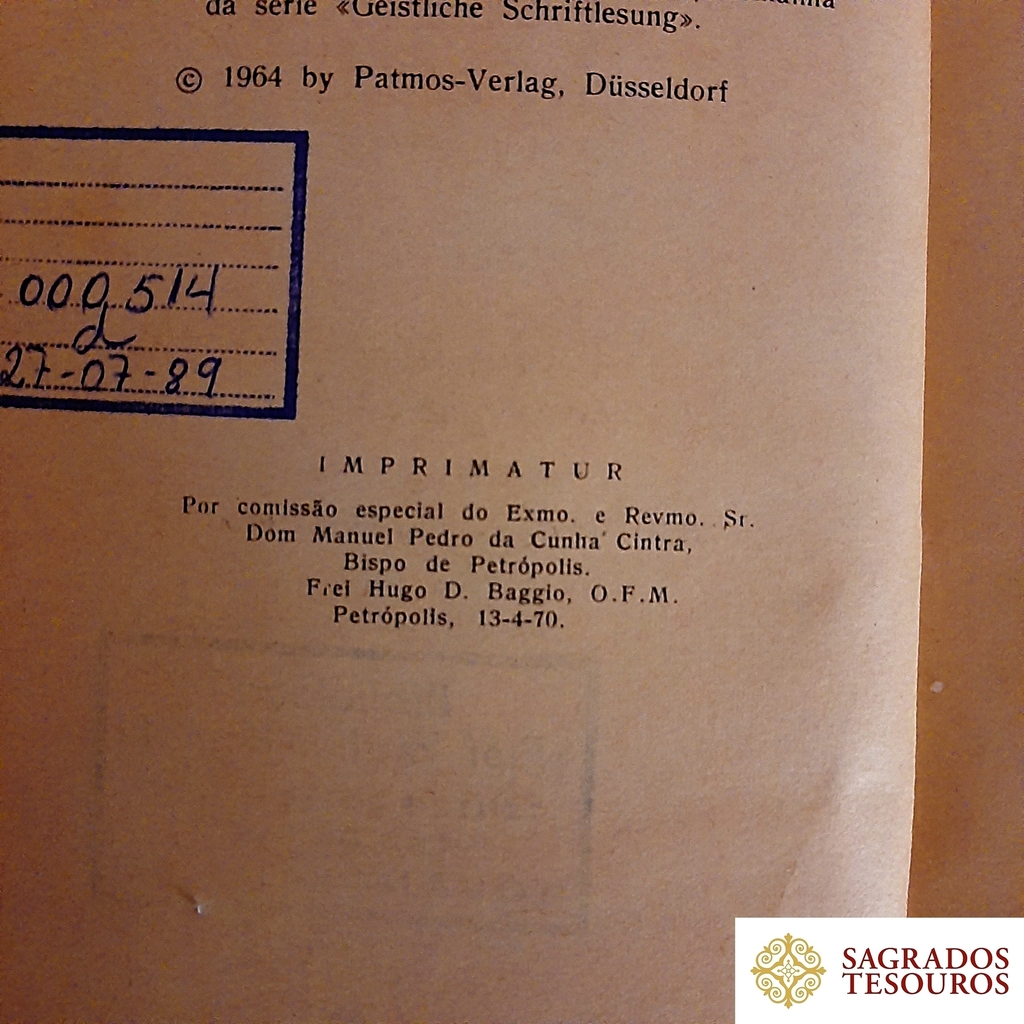 da série «Geistliche Schriftlesung».
© 1964 by Patmos-Verlag, Düsseldorf
000514
27-07-89
IMPRIMATUR
Por comissão especial do Exmo. e Revmo. Sr.
Dom Manuel Pedro da Cunha Cintra,
Bispo de Petrópolis.
Frei Hugo D. Baggio, O.F.M.
Petrópolis, 13-4-70.
SAGRADOS
TESOUROS